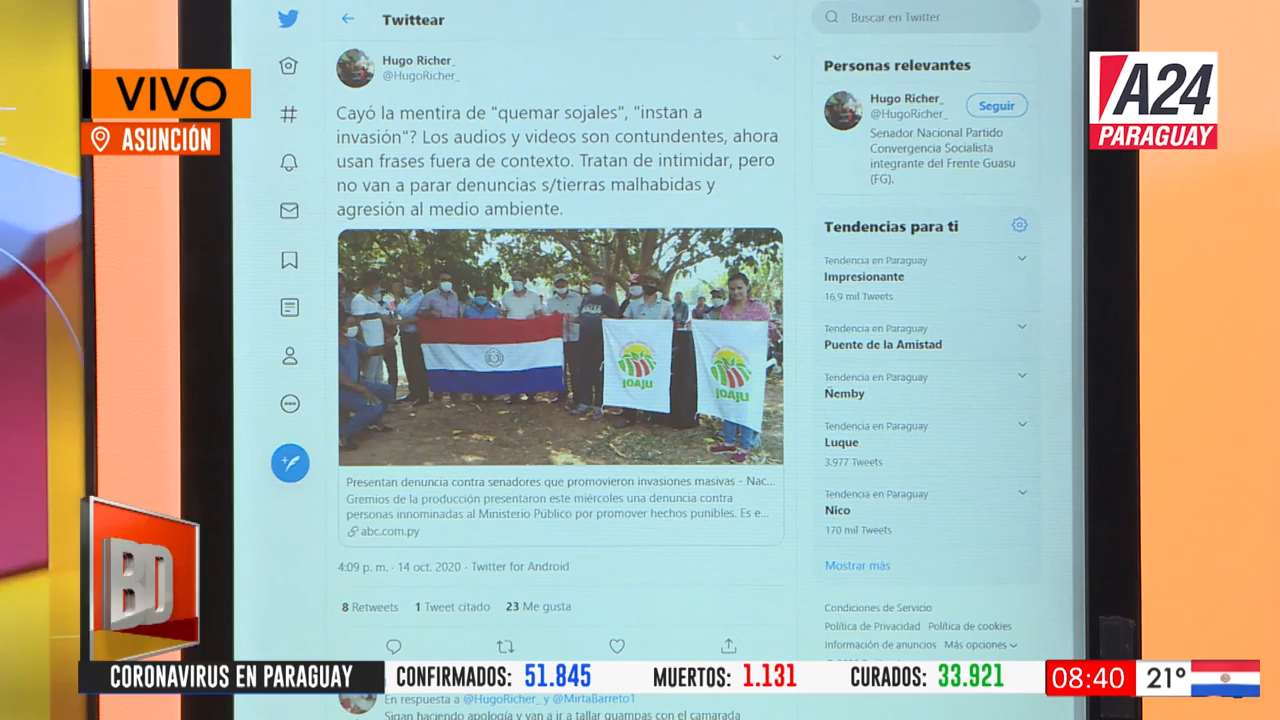 Twittear
Buscar en Twitter
VIVO
ASUNCIÓN
A24
PARAGUAY
Hugo Richer_
@HugoRicher_
Cayó la mentira de "quemar sojales", "instan a
invasión"? Los audios y videos son contundentes, ahora
usan frases fuera de contexto. Tratan de intimidar, pero
no van a parar denuncias s/tierras malhabidas y
agresión al medio ambiente.
JOAJU
JOAJU
Presentan denuncia contra senadores que promovieron invasiones masivas - Nac...
Gremios de la producción presentaron este miércoles una denuncia contra
personas innominadas al Ministerio Público por promover hechos punibles. Es e...
abc.com.py
4:09 p. m. · 14 oct. 2020 · Twitter for Android
8 Retweets 1 Tweet citado 23 Me gusta
En respuesta a @HugoRicher_ y @MirtaBarreto1
Sigan haciendo apología y van a ir a tallar guampas con el camarada
Personas relevantes
Hugo Richer_
@HugoRicher_
Seguir
Senador Nacional Partido
Convergencia Socialista
integrante del Frente Guasu
(FG).
Tendencias para ti
Tendencia en Paraguay
Impresionante
16,9 mil Tweets
Tendencia en Paraguay
Puente de la Amistad
Tendencia en Paraguay
Ñemby
Tendencia en Paraguay
Luque
3.977 Tweets
Tendencia en Paraguay
Nico
170 mil Tweets
Mostrar más
Condiciones de Servicio
Política de Privacidad Política de cookies
Información de anuncios Más opciones
BD
CORONAVIRUS EN PARAGUAY CONFIRMADOS: 51.845 MUERTOS: 1.131 CURADOS: 33.921 08:40 21°